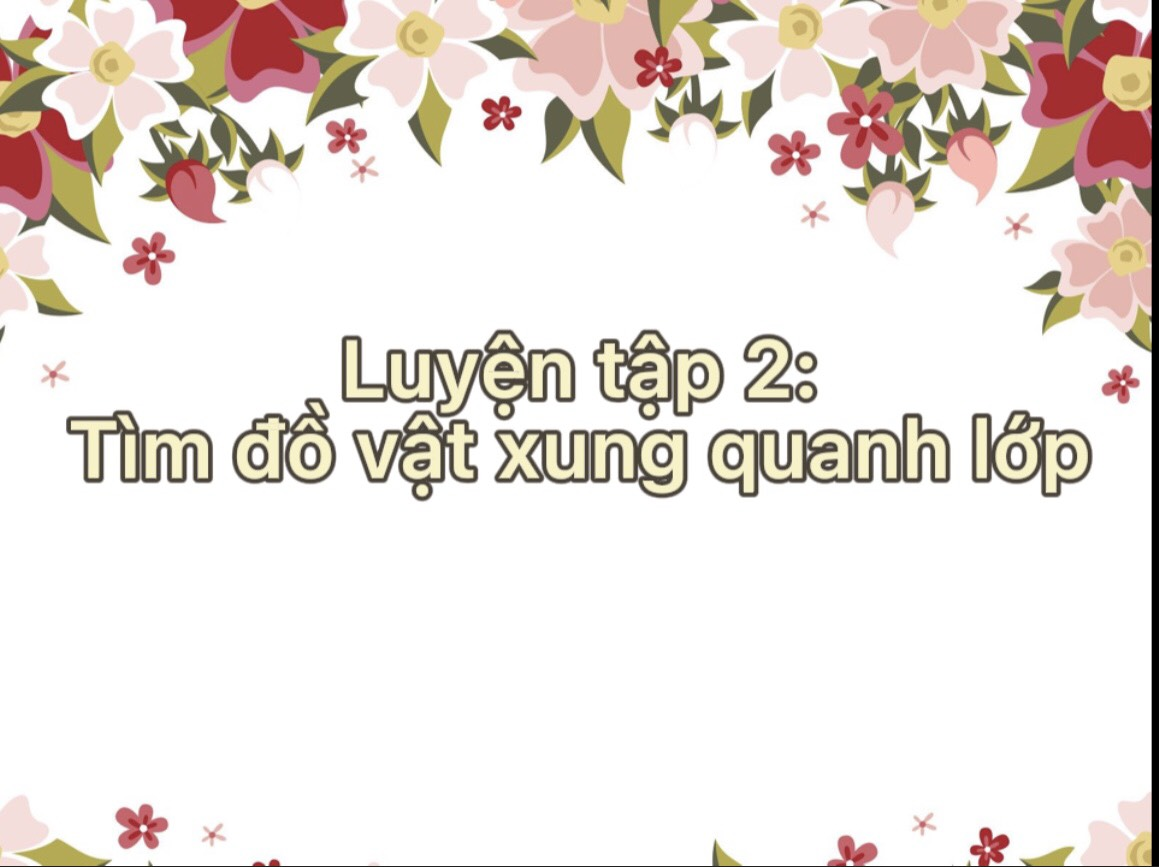 Luyện tập 2:
Tìm đồ vật xung quanh lớp